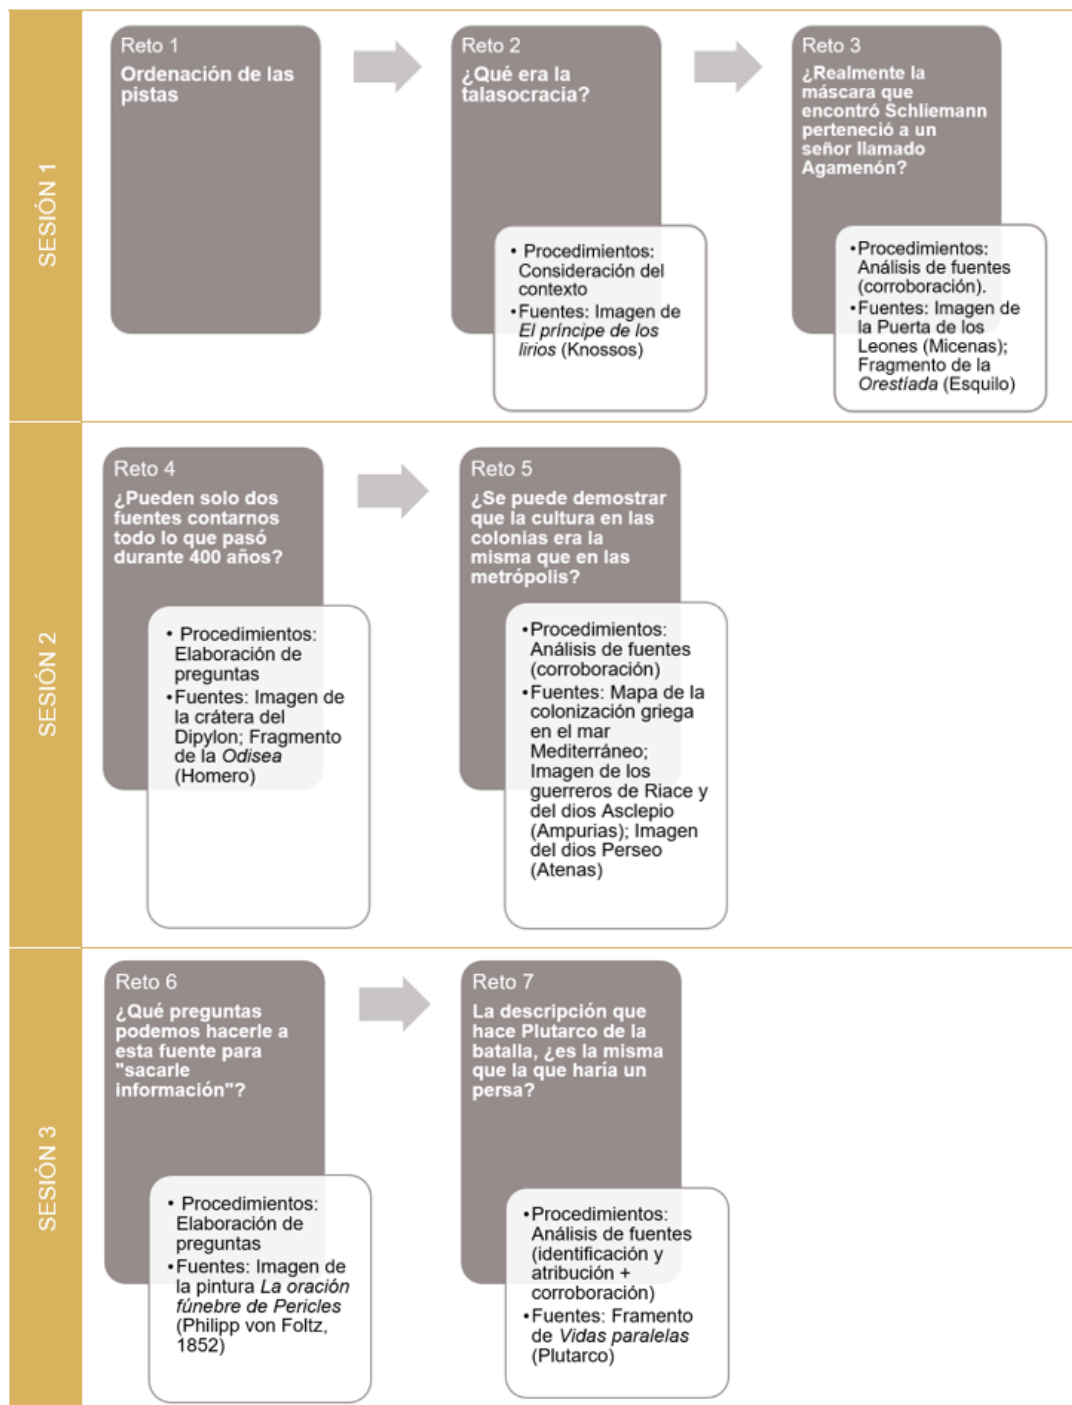 SESIÓN 1
Reto 1
Ordenación de las
pistas
Reto 2
¿Qué era la
talasocracia?
• Procedimientos:
Consideración del
contexto
•Fuentes: Imagen de
El príncipe de los
lirios (Knossos)
Reto 3
¿Realmente la
máscara que
encontró Schliemann
perteneció a un
señor llamado
Agamenón?
•Procedimientos:
Análisis de fuentes
(corroboración).
•Fuentes: Imagen de
la Puerta de los
Leones (Micenas);
Fragmento de la
Orestíada (Esquilo)
SESIÓN 2
Reto 4
¿Pueden solo dos
fuentes contarnos
todo lo que pasó
durante 400 años?
• Procedimientos:
Elaboración de
preguntas
•Fuentes: Imagen de
la crátera del
Dipylon; Fragmento
de la Odisea
(Homero)
Reto 5
¿Se puede demostrar
que la cultura en las
colonias era la
misma que en las
metrópolis?
•Procedimientos:
Análisis de fuentes
(corroboración)
•Fuentes: Mapa de la
colonización griega
en el mar
Mediterráneo;
Imagen de los
guerreros de Riace y
del dios Asclepio
(Ampurias); Imagen
del dios Perseo
(Atenas)
SESIÓN 3
Reto 6
¿Qué preguntas
podemos hacerle a
esta fuente para
"sacarle
información"?
• Procedimientos:
Elaboración de
preguntas
•Fuentes: Imagen de
la pintura La oración
fúnebre de Pericles
(Philipp von Foltz,
1852)
Reto 7
La descripción que
hace Plutarco de la
batalla, ¿es la misma
que la que haría un
persa?
•Procedimientos:
Análisis de fuentes
(identificación y
atribución +
corroboración)
•Fuentes: Framento
de Vidas paralelas
(Plutarco)